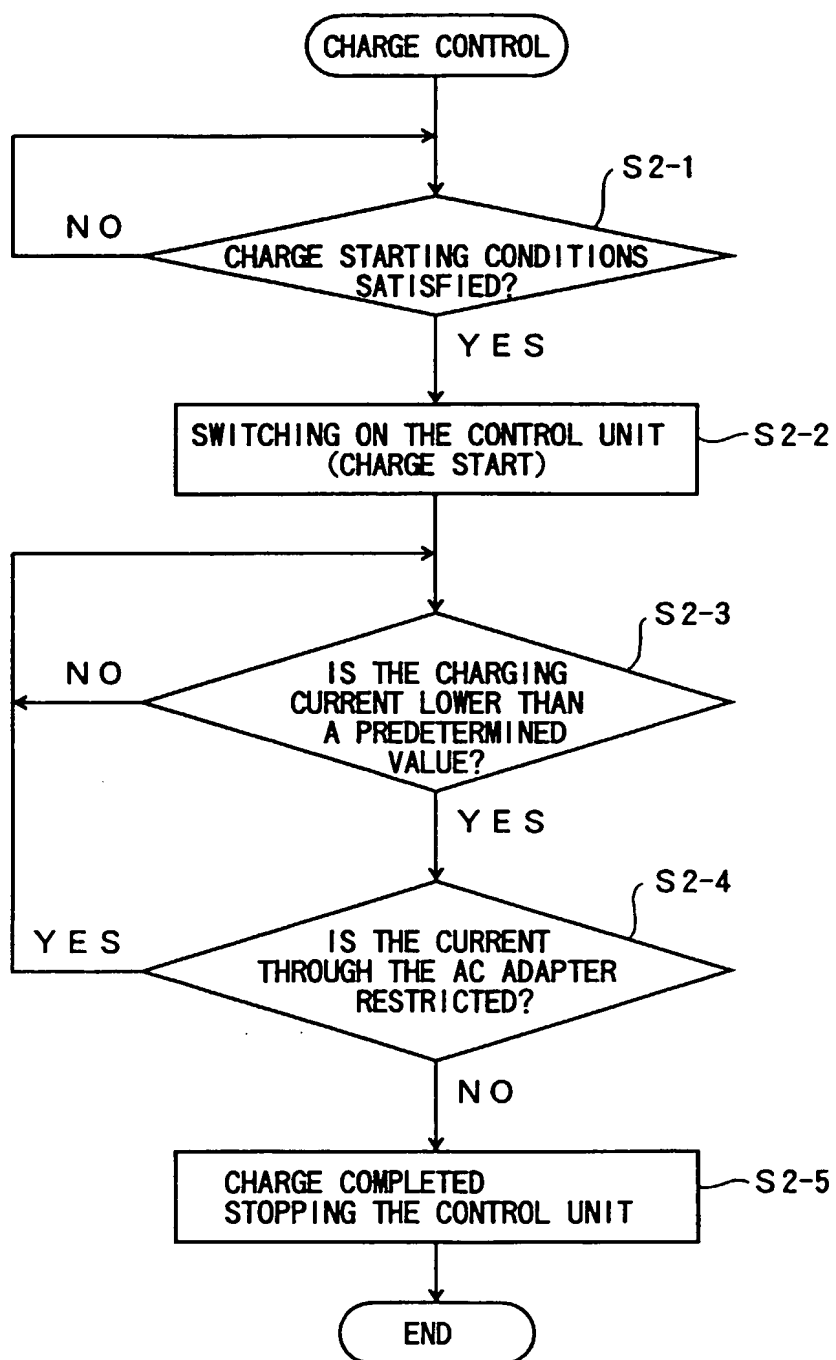 CHARGE CONTROL
S2-1
NO
CHARGE STARTING CONDITIONS
SATISFIED?
YES
SWITCHING ON THE CONTROL UNIT
(CHARGE START)
S2-2
S2-3
NO
IS THE CHARGING
CURRENT LOWER THAN
A PREDETERMINED
VALUE?
YES
S2-4
YES
IS THE CURRENT
THROUGH THE AC ADAPTER
RESTRICTED?
NO
CHARGE COMPLETED
STOPPING THE CONTROL UNIT
S2-5
END